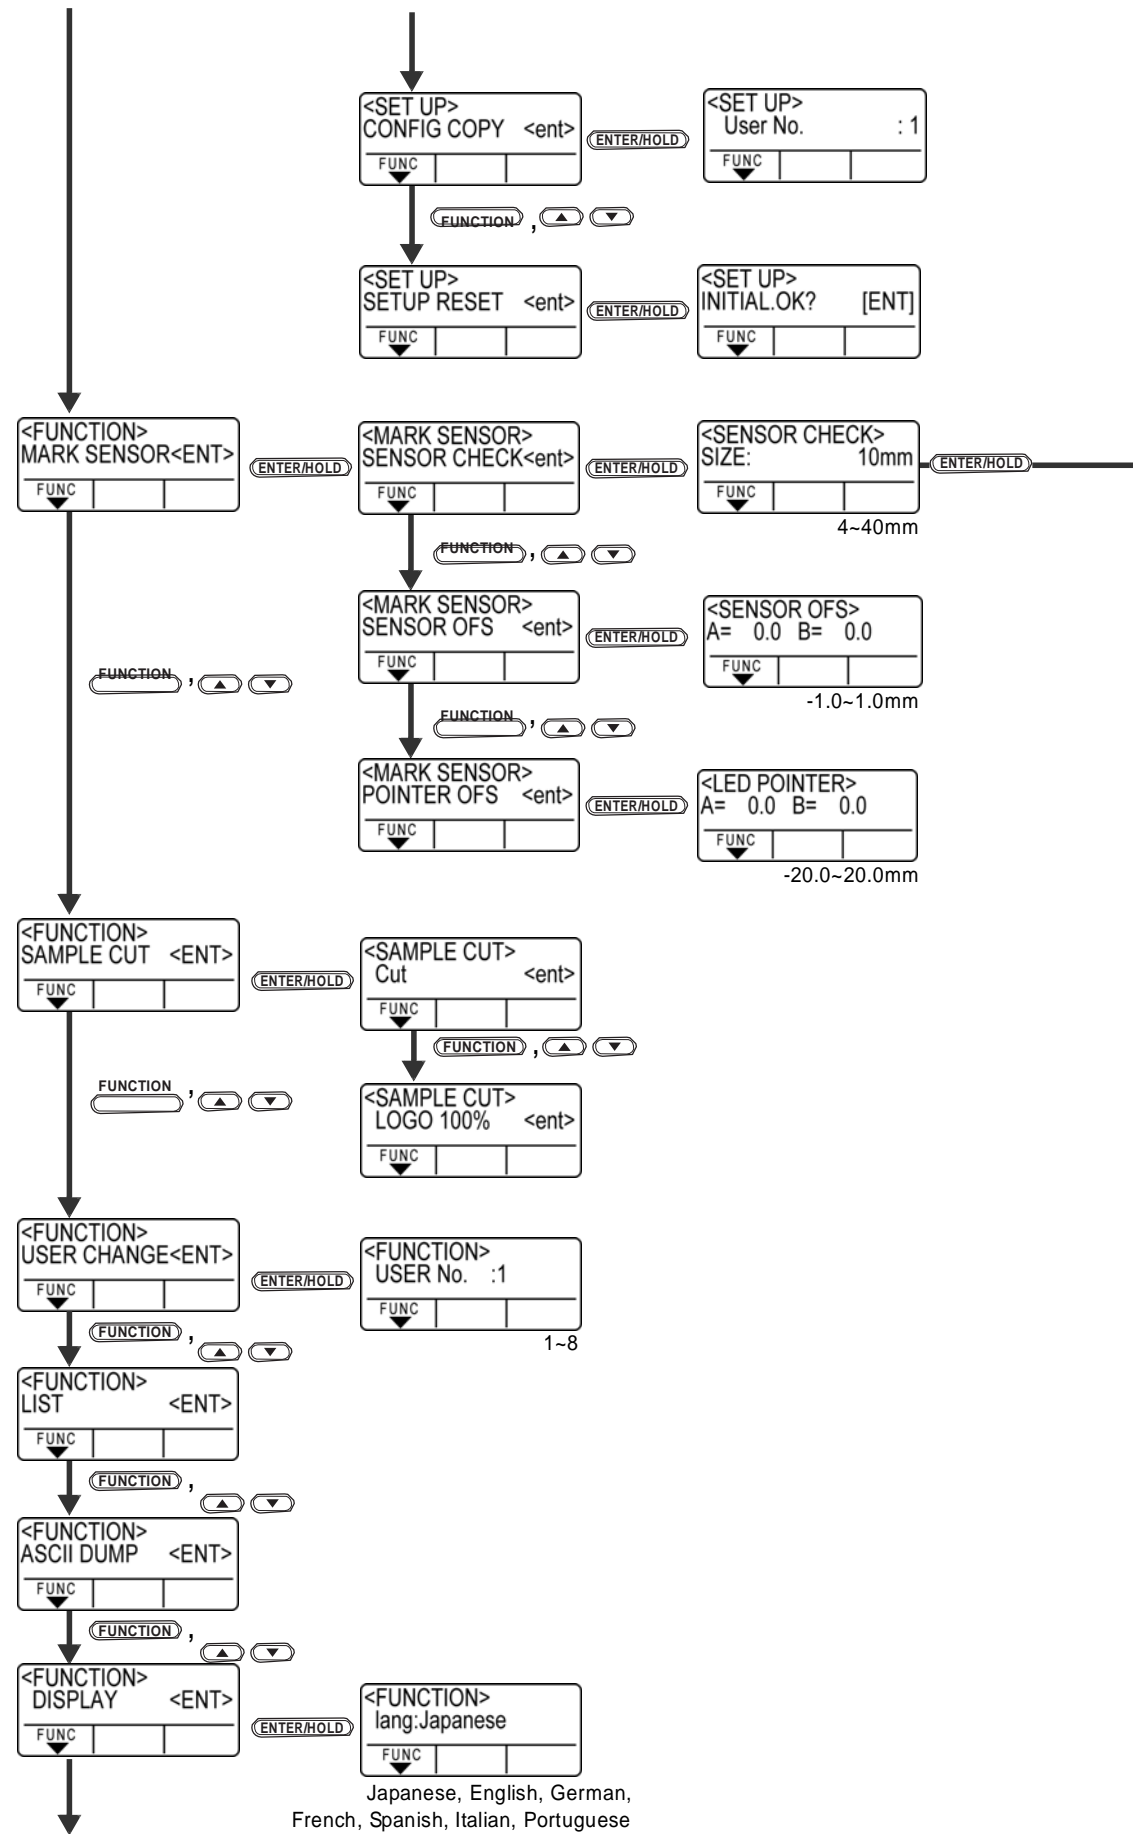 <SET UP>
CONFIG COPY <ent>
FUNC
ENTER/HOLD
<SET UP>
User No. : 1
FUNC
FUNCTION ,
<SET UP>
SETUP RESET <ent>
FUNC
ENTER/HOLD
<SET UP>
INITIAL.OK? [ENT]
FUNC
<FUNCTION>
MARK SENSOR<ENT>
FUNC
ENTER/HOLD
<MARK SENSOR>
SENSOR CHECK<ent>
FUNC
ENTER/HOLD
<SENSOR CHECK>
SIZE: 10mm
FUNC
ENTER/HOLD
4~40mm
FUNCTION ,
<MARK SENSOR>
SENSOR OFS <ent>
FUNC
ENTER/HOLD
<SENSOR OFS>
A= 0.0 B= 0.0
FUNC
-1.0~1.0mm
FUNCTION ,
FUNCTION ,
<MARK SENSOR>
POINTER OFS <ent>
FUNC
ENTER/HOLD
<LED POINTER>
A= 0.0 B= 0.0
FUNC
-20.0~20.0mm
<FUNCTION>
SAMPLE CUT <ENT>
FUNC
ENTER/HOLD
<SAMPLE CUT>
Cut <ent>
FUNC
FUNCTION ,
FUNCTION ,
<SAMPLE CUT>
LOGO 100% <ent>
FUNC
<FUNCTION>
USER CHANGE<ENT>
FUNC
ENTER/HOLD
<FUNCTION>
USER No. :1
FUNC
1~8
FUNCTION ,
<FUNCTION>
LIST <ENT>
FUNC
FUNCTION ,
<FUNCTION>
ASCII DUMP <ENT>
FUNC
FUNCTION ,
<FUNCTION>
DISPLAY <ENT>
FUNC
ENTER/HOLD
<FUNCTION>
lang:Japanese
FUNC
Japanese, English, German,
French, Spanish, Italian, Portuguese